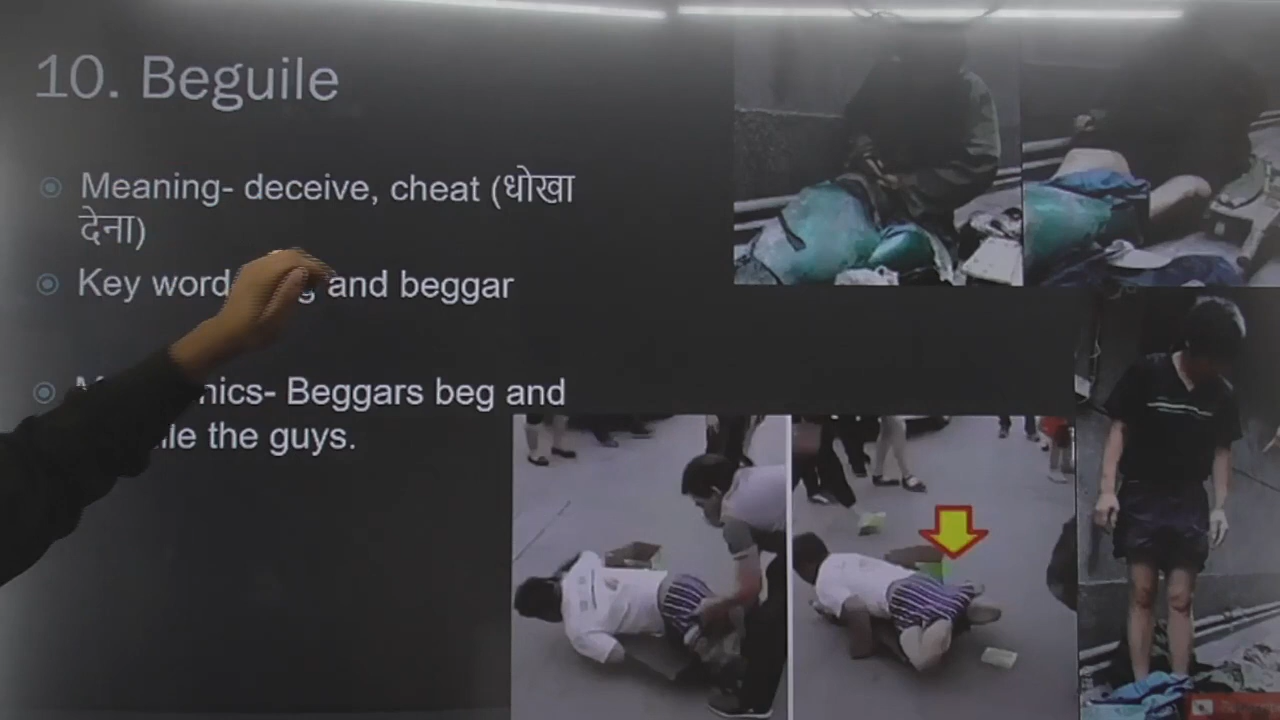 10. Beguile
Meaning- deceive, cheat (धोखा
देना)
Key word and beggar
Beggars beg and
the guys.